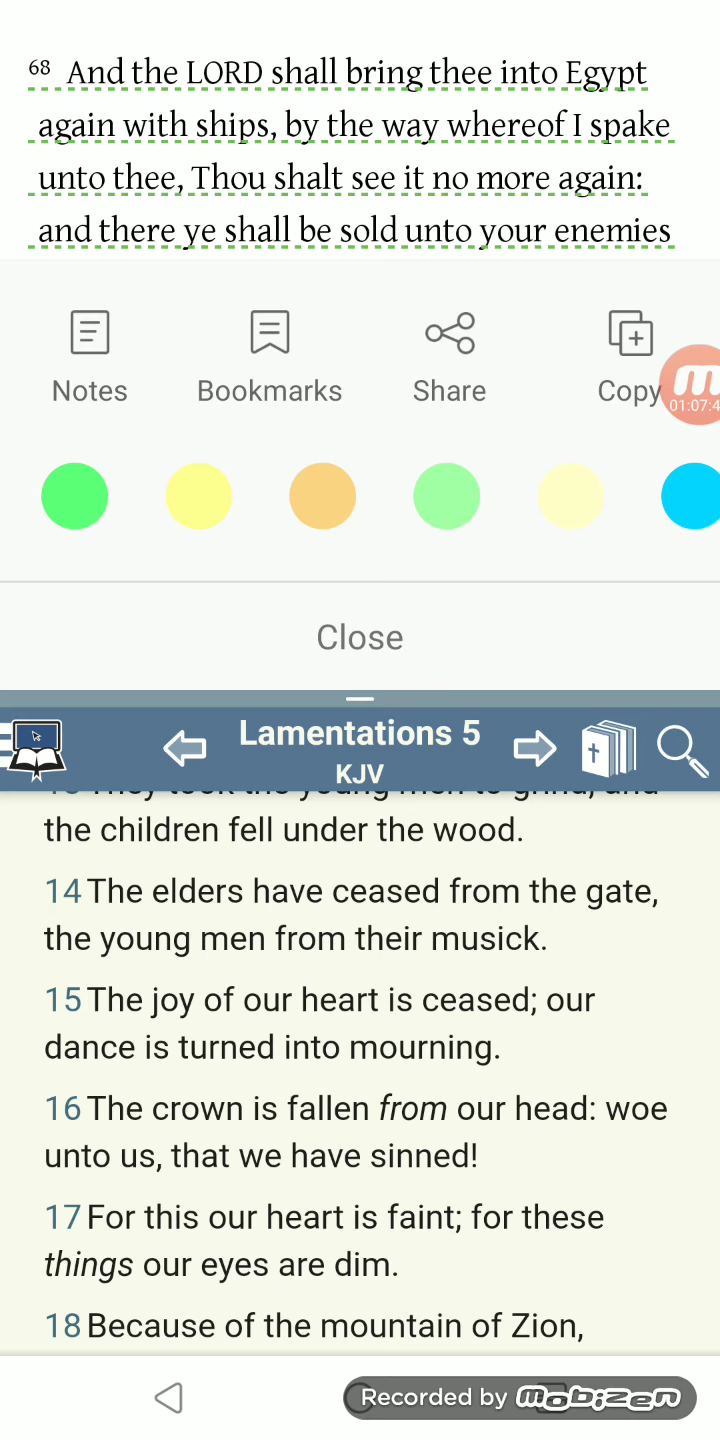 68 And the LORD shall bring thee into Egypt
again with ships, by the way whereof I spake
unto thee, Thou shalt see it no more again:
and there ye shall be sold unto your enemies
Notes Bookmarks Share Copy
01:07:4
Close
Lamentations 5
KJV
the children fell under the wood.
14 The elders have ceased from the gate,
the young men from their musick.
15 The joy of our heart is ceased; our
dance is turned into mourning.
16 The crown is fallen from our head: woe
unto us, that we have sinned!
17 For this our heart is faint; for these
things our eyes are dim.
18 Because of the mountain of Zion,
Recorded by mobizen